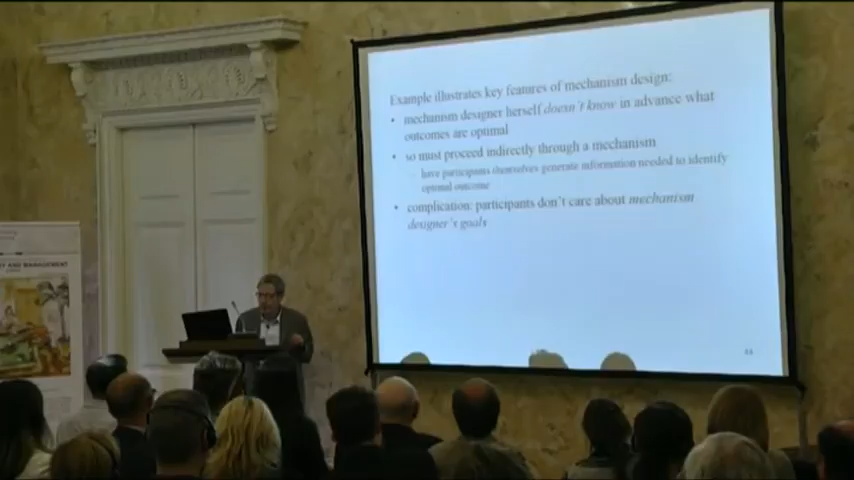 Example illustrates key features of mechanism design:
• mechanism designer herself doesn't know in advance what
outcomes are optimal
• so must proceed indirectly through a mechanism
– have participants themselves generate information needed to identify
optimal outcome
• complication: participants don't care about mechanism
designer's goals
AND MANAGEMENT